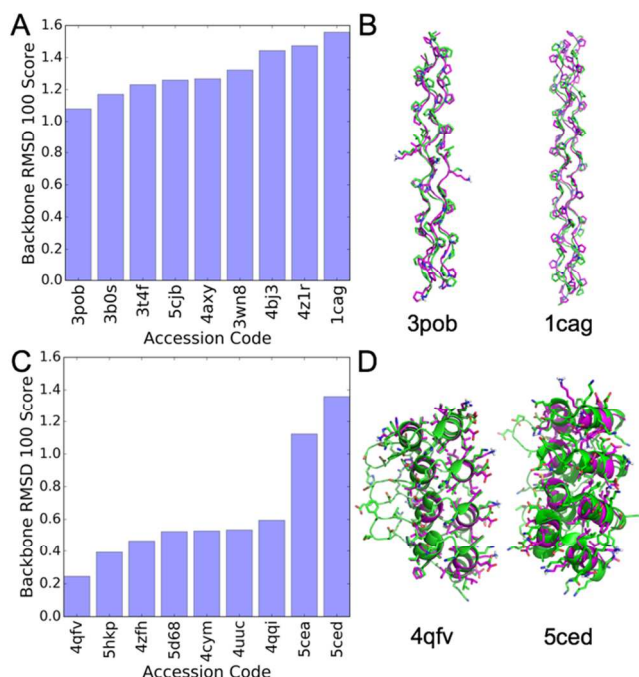 A
Backbone RMSD 100 Score
1.6
1.4
1.2
1.0
0.8
0.6
0.4
0.2
0.0
3pob
3b0s
3t4f
5cjb
4axy
3wn8
4bj3
4z1r
1cag
Accession Code
B
3pob
1cag
C
Backbone RMSD 100 Score
1.6
1.4
1.2
1.0
0.8
0.6
0.4
0.2
0.0
4qfv
5hkp
4zfh
5d68
4cym
4uuc
4qqi
5cea
5ced
Accession Code
D
4qfv
5ced